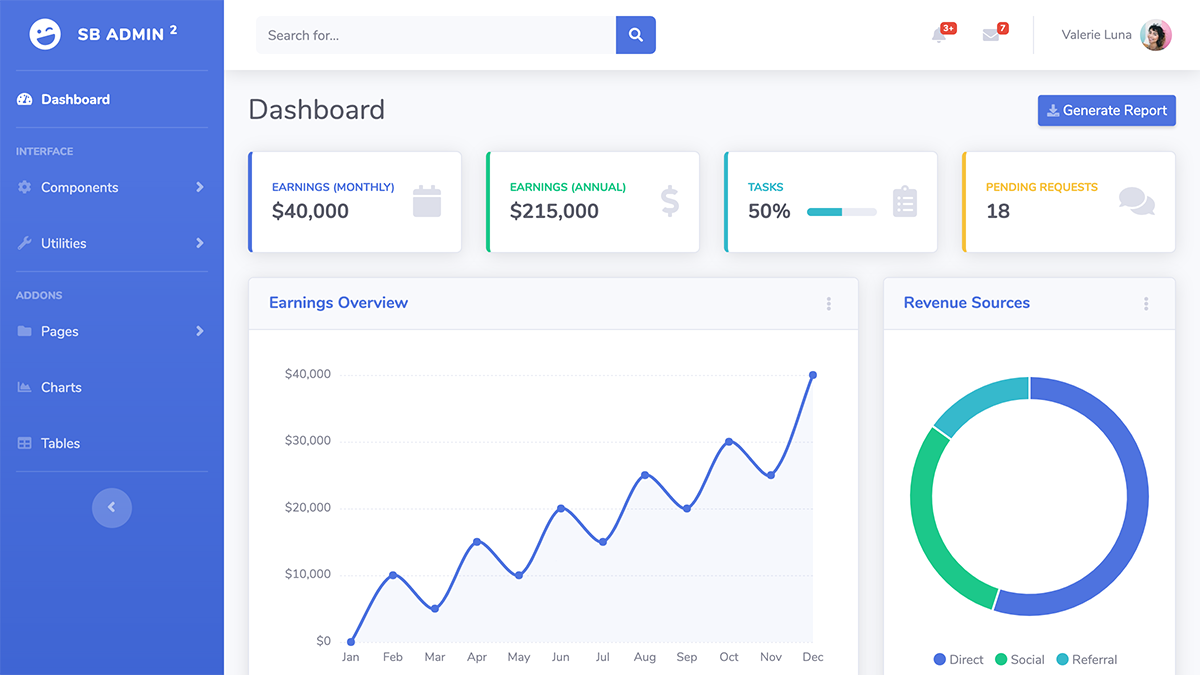 SB ADMIN 2
Search for...
3+
7
Valerie Luna
Dashboard
INTERFACE
Components
Utilities
ADDONS
Pages
Charts
Tables
Dashboard
Generate Report
EARNINGS (MONTHLY)
$40,000
EARNINGS (ANNUAL)
$215,000
TASKS
50%
PENDING REQUESTS
18
Earnings Overview
$40,000
$30,000
$20,000
$10,000
$0
Jan Feb Mar Apr May Jun Jul Aug Sep Oct Nov Dec
Revenue Sources
Direct Social Referral